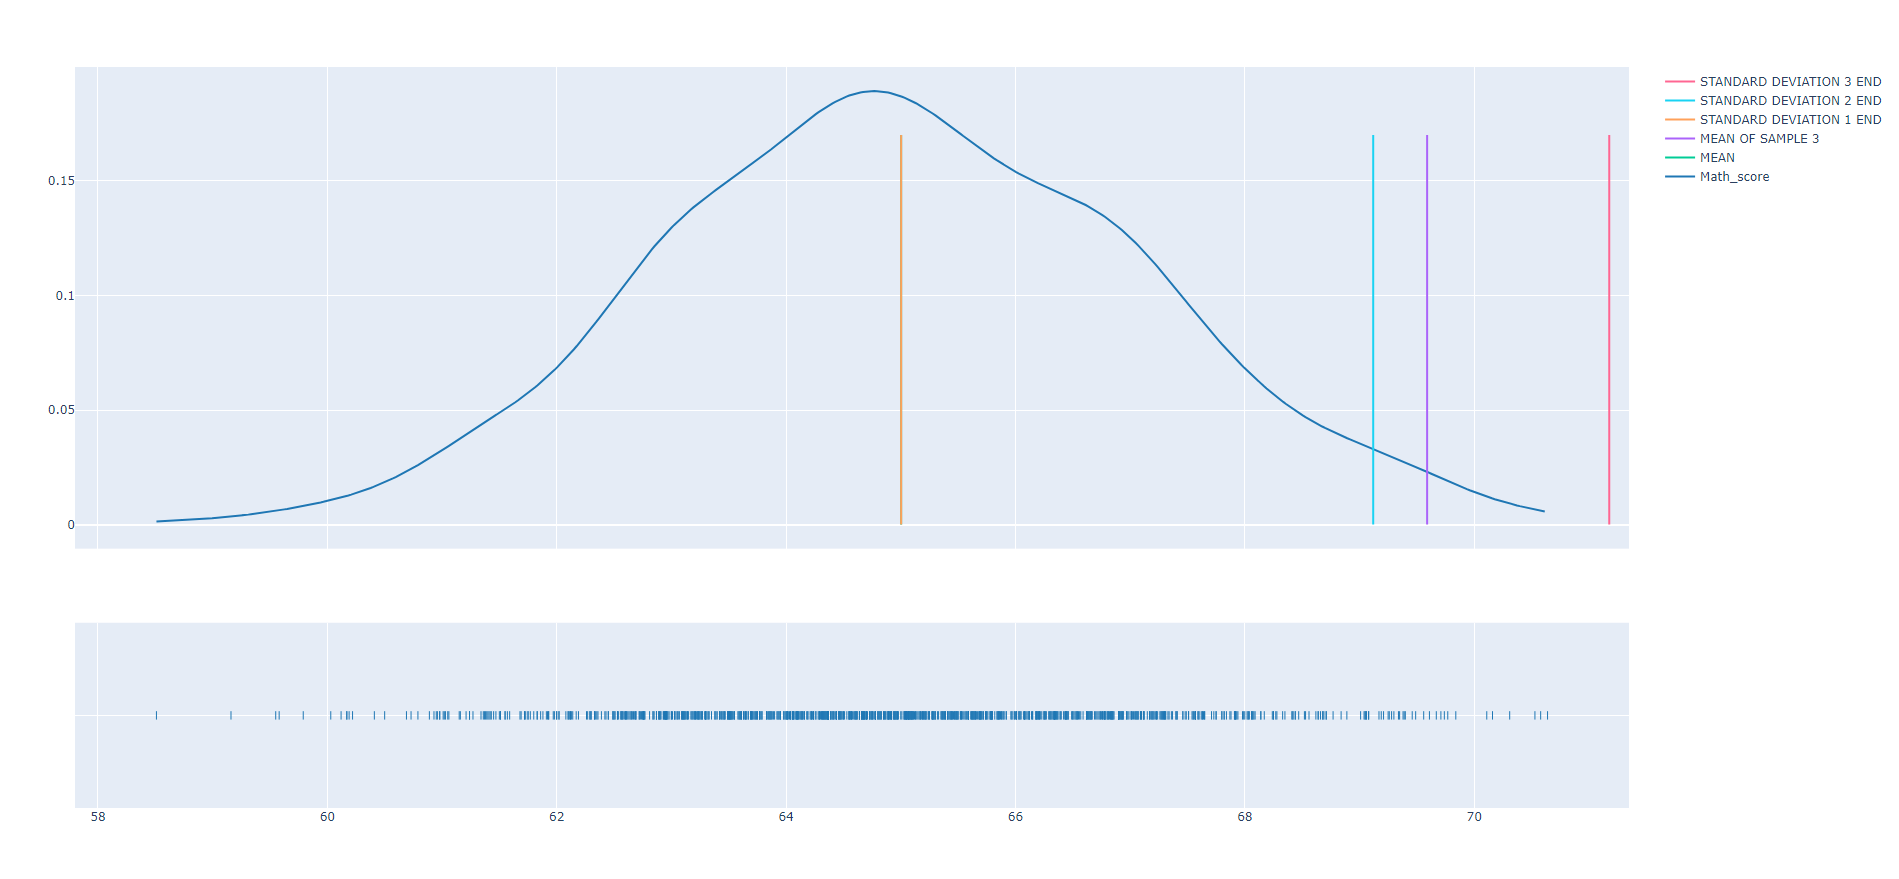 STANDARD DEVIATION 3 END
STANDARD DEVIATION 2 END
STANDARD DEVIATION 1 END
MEAN OF SAMPLE 3
MEAN
Math_score
0.15
0.1
0.05
0
58 60 62 64 66 68 70